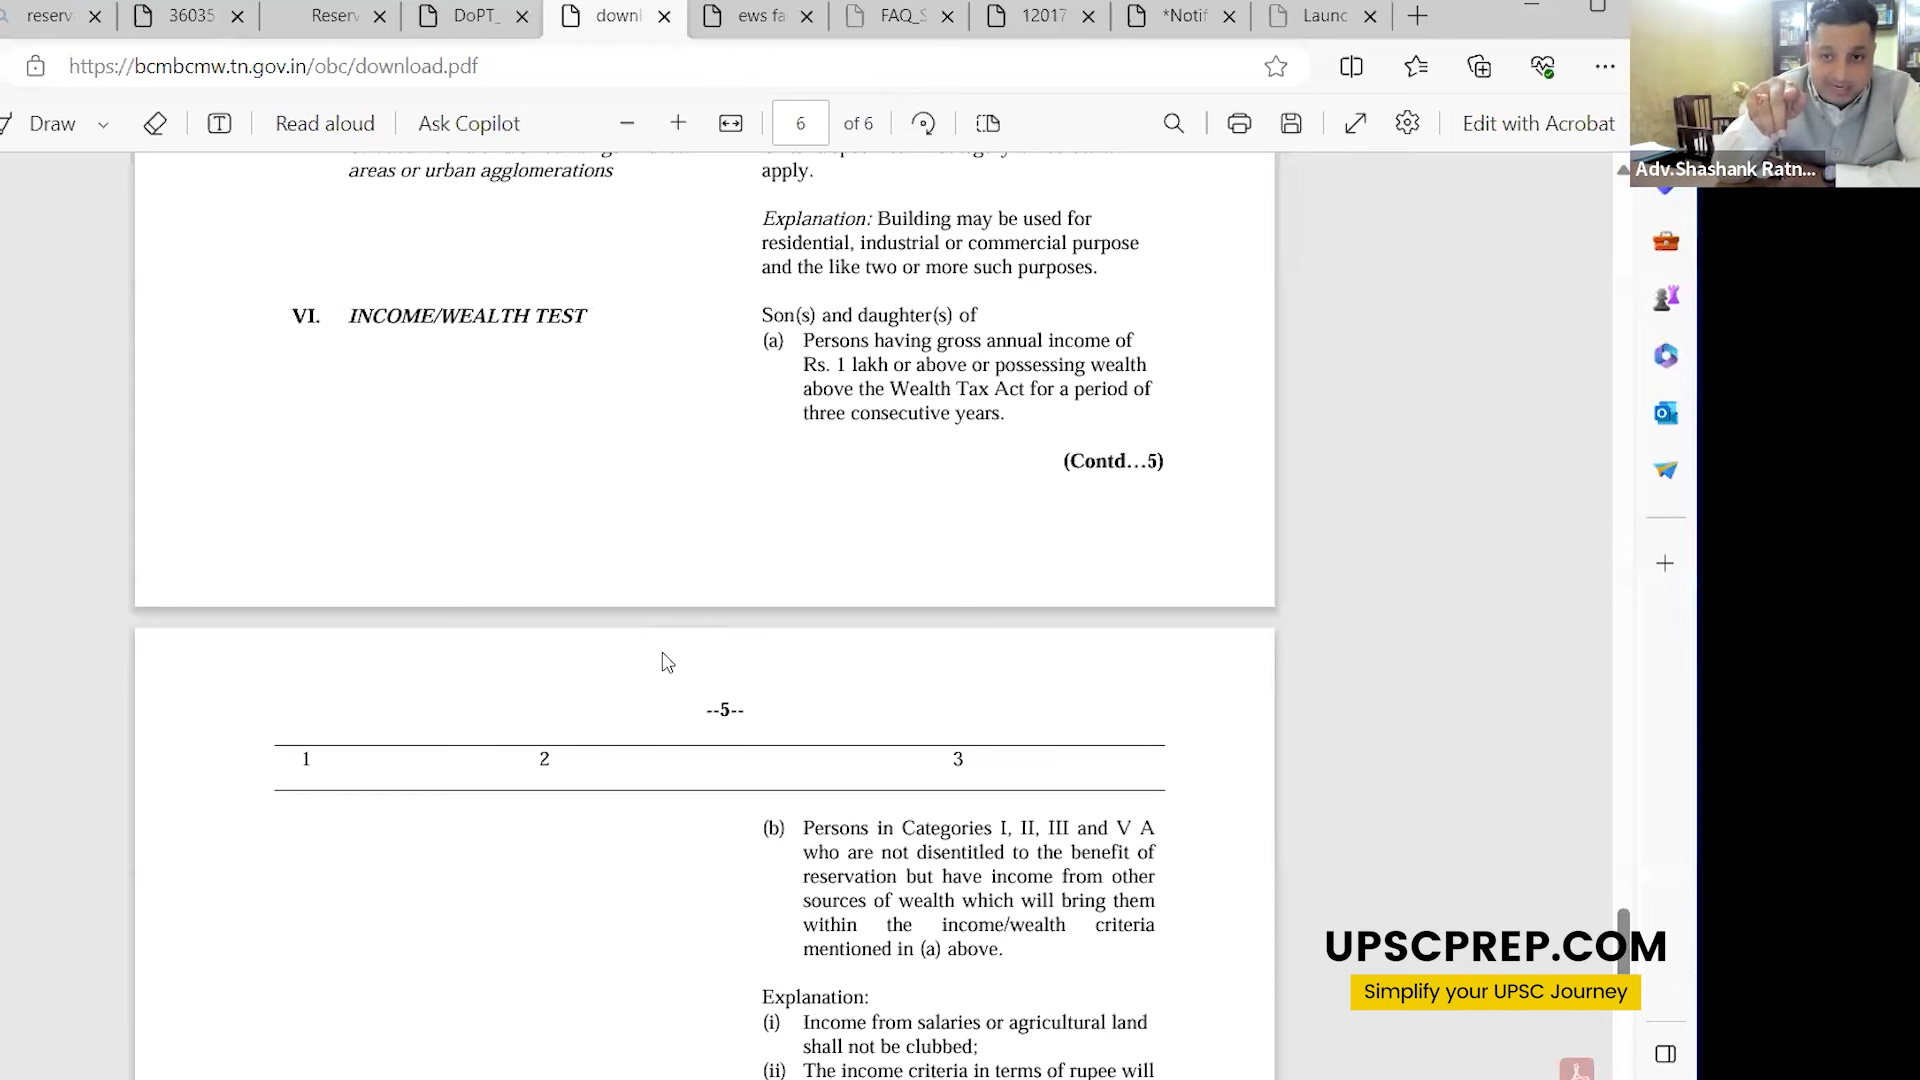 reserv
36035
Reserv
DoPT_
downl
ews fa
FAQ_S
12017
*Notif
Launc
https://bcmbcmw.tn.gov.in/obc/download.pdf
Draw
Read aloud
Ask Copilot
6 of 6
Edit with Acrobat
Adv.Shashank Ratn...
areas or urban agglomerations
apply.
Explanation: Building may be used for
residential, industrial or commercial purpose
and the like two or more such purposes.
VI. INCOME/WEALTH TEST
Son(s) and daughter(s) of
(a) Persons having gross annual income of
Rs. 1 lakh or above or possessing wealth
above the Wealth Tax Act for a period of
three consecutive years.
(Contd...5)
--5--
1 2 3
(b) Persons in Categories I, II, III and V A
who are not disentitled to the benefit of
reservation but have income from other
sources of wealth which will bring them
within the income/wealth criteria
mentioned in (a) above.
Explanation:
(i) Income from salaries or agricultural land
shall not be clubbed;
(ii) The income criteria in terms of rupee will
UPSCPREP.COM
Simplify your UPSC Journey